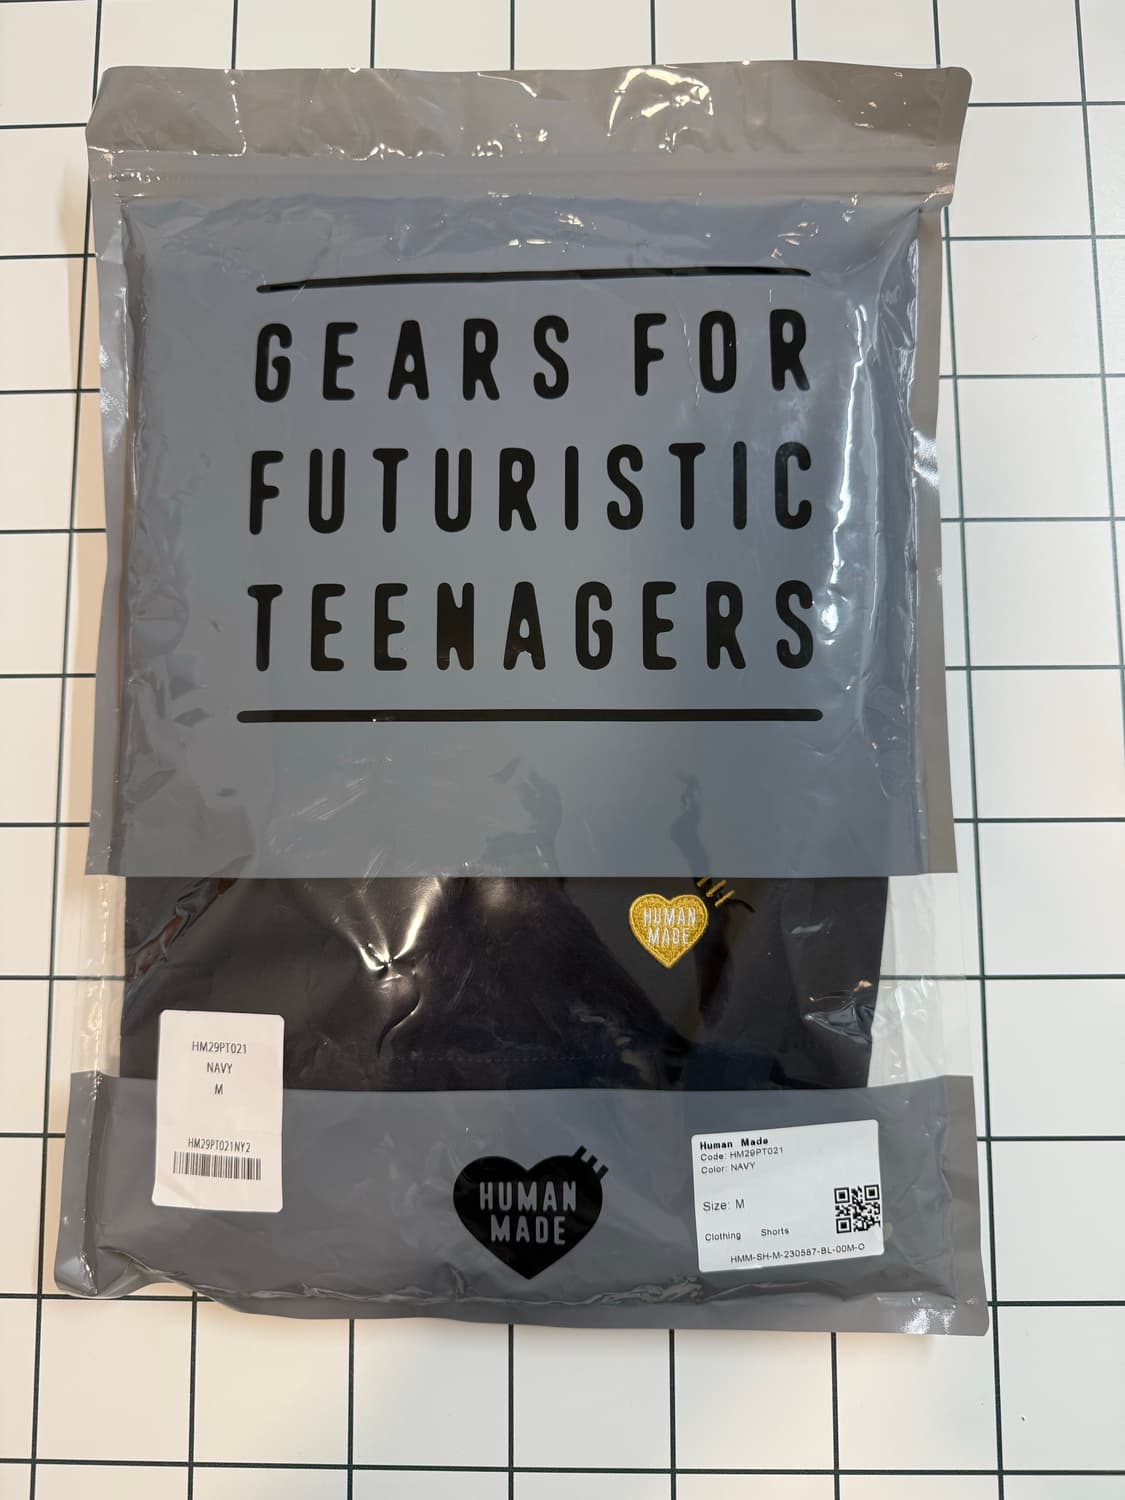 GEARS FOR
FUTURISTIC
TEENAGERS
HUMAN
MADE
HM29PT021
NAVY
M
HM29PT021NY2
HUMAN
MADE
Human Made
Code: HM29PT021
Color: NAVY
Size: M
Clothing Shorts
HMM-SH-M-230587-BL-00M-O